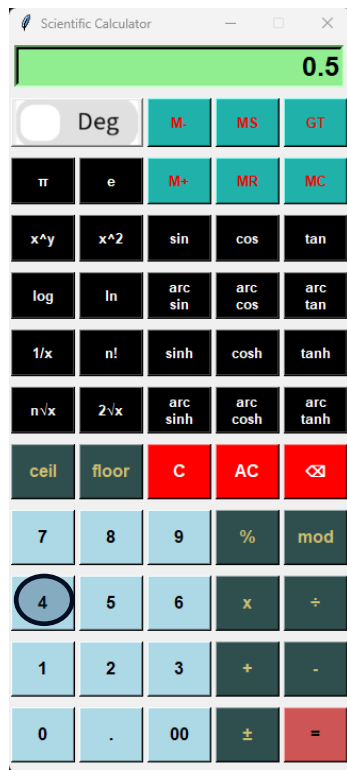 Scientific Calculator
0.5
Deg M- MS GT
π e M+ MR MC
x^y x^2 sin cos tan
log ln arc sin arc cos arc tan
1/x n! sinh cosh tanh
n√x 2√x arc sinh arc cosh arc tanh
ceil floor C AC ⌫
7 8 9 % mod
4 5 6 x ÷
1 2 3 + -
0 . 00 ± =